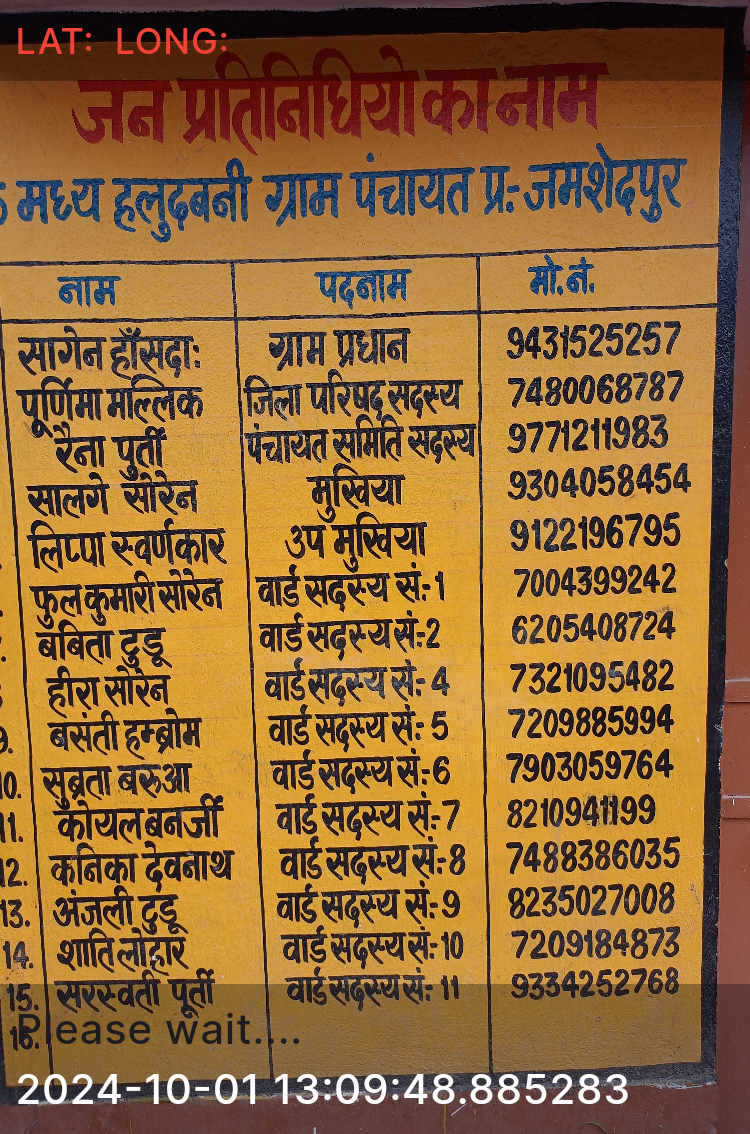 LAT: LONG:
जन प्रतिनिधियो का नाम
मध्य हलुदबनी ग्राम पंचायत प्र:- जमशेदपुर
नाम पदनाम मो. नं.
सागेन हाँसदा: ग्राम प्रधान 9431525257
पूर्णिमा मल्लिक जिला परिषद् सदस्य 7480068787
रैना पुर्ती पंचायत समिति सदस्य 9771211983
सालगे सोरेन मुखिया 9304058454
लिप्पा स्वर्णकार उप मुखिया 9122196795
फुल कुमारी सोरेन वार्ड सदस्य सं:-1 7004399242
बबिता टुडू वार्ड सदस्य सं:-2 6205408724
हीरा सोरेन वार्ड सदस्य सं:- 4 7321095482
9. बसंती हम्ब्रोम वार्ड सदस्य सं:- 5 7209885994
10. सुब्रता बरुआ वार्ड सदस्य सं:-6 7903059764
11. कोयल बनर्जी वार्ड सदस्य सं:-7 8210941199
12. कनिका देवनाथ वार्ड सदस्य सं:-8 7488386035
13. अंजली टुडू वार्ड सदस्य सं:-9 8235027008
14. शाति लोहार वार्ड सदस्य सं:-10 7209184873
15. सरस्वती पूर्ती वार्ड सदस्य सं:- 11 9334252768
16.
Please wait....
2024-10-01 13:09:48.885283